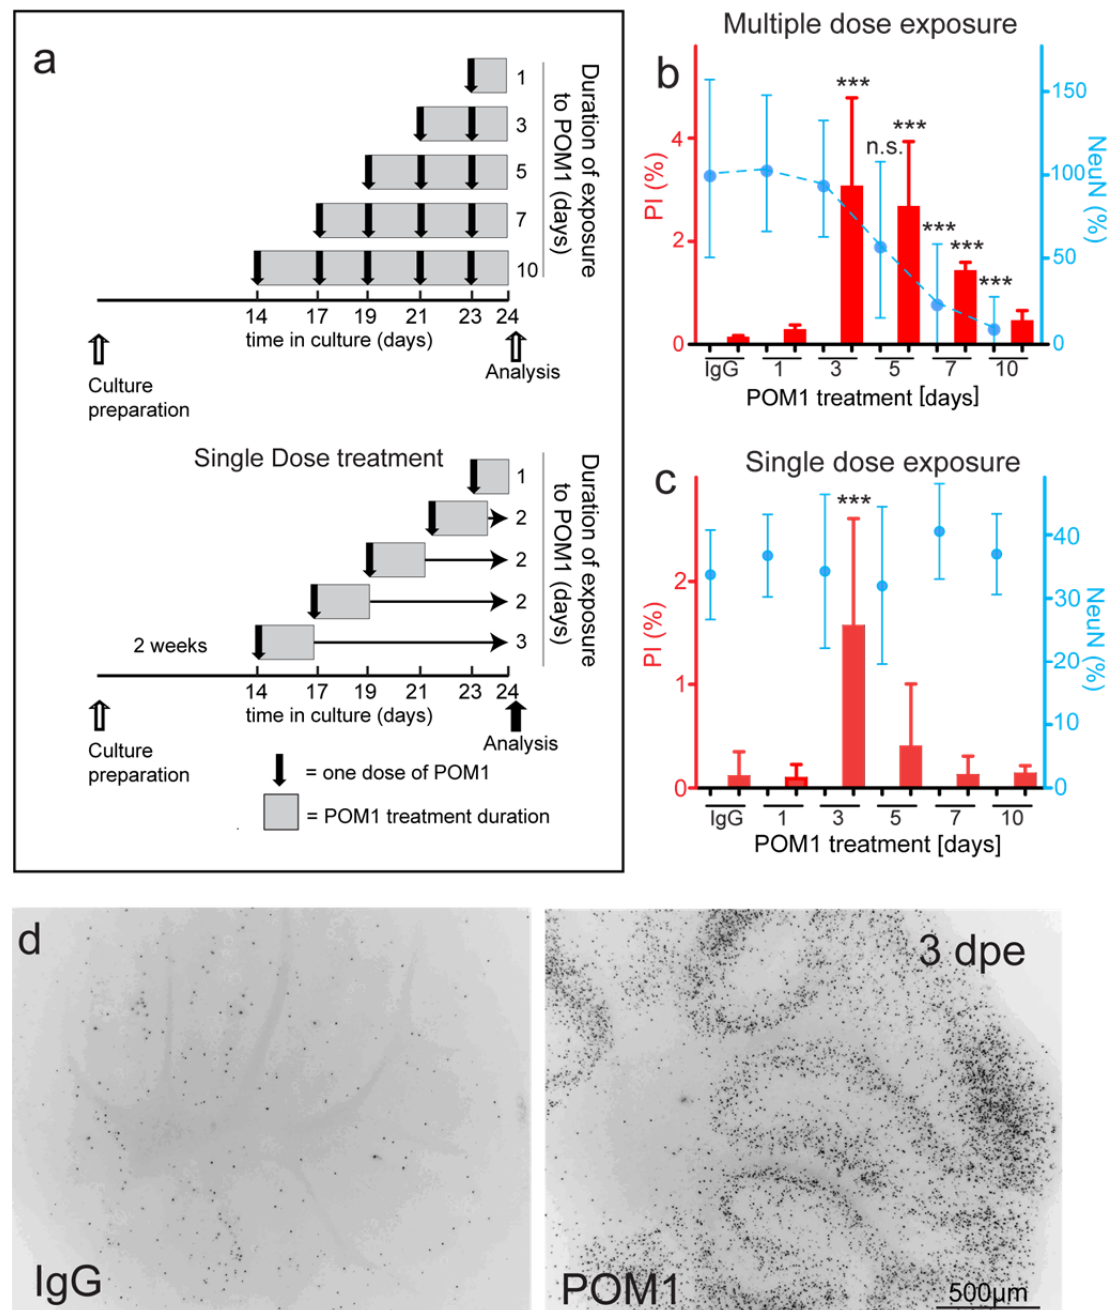 a
1
3
5
7
10
Duration of exposure
to POM1 (days)
14 17 19 21 23 24
time in culture (days)
Culture
preparation
Analysis
Single Dose treatment
1
2
2
2
3
Duration of exposure
to POM1 (days)
2 weeks
14 17 19 21 23 24
time in culture (days)
Culture
preparation
Analysis
= one dose of POM1
= POM1 treatment duration
Multiple dose exposure
b
PI (%)
4
2
0
NeuN (%)
150
100
50
0
***
n.s.
***
***
***
***
IgG 1 3 5 7 10
POM1 treatment [days]
Single dose exposure
c
PI (%)
2
1
0
NeuN (%)
40
30
20
10
0
***
IgG 1 3 5 7 10
POM1 treatment [days]
d
IgG
3 dpe
POM1
500µm